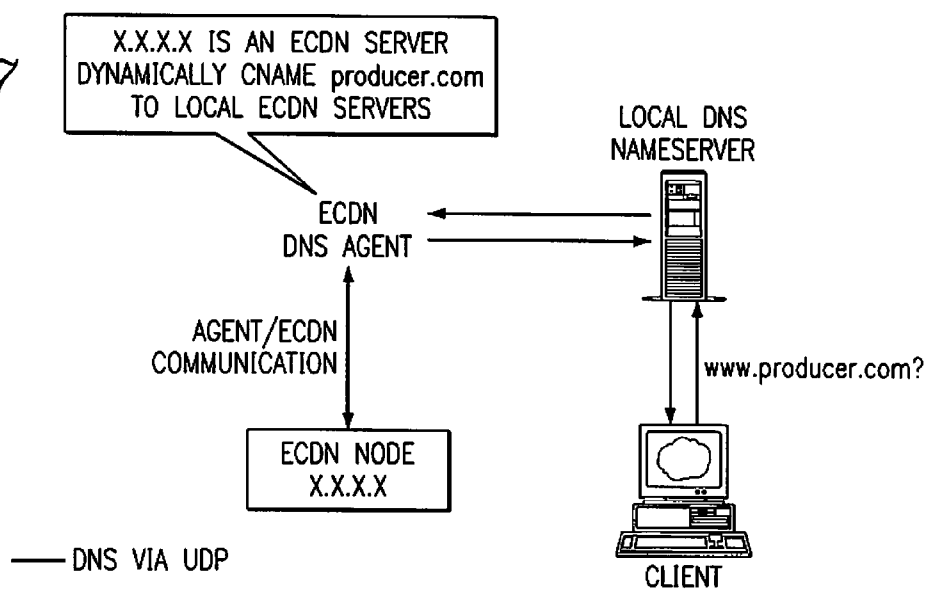 X.X.X.X IS AN ECDN SERVER
DYNAMICALLY CNAME producer.com
TO LOCAL ECDN SERVERS
LOCAL DNS
NAMESERVER
ECDN
DNS AGENT
AGENT/ECDN
COMMUNICATION
www.producer.com?
ECDN NODE
X.X.X.X
DNS VIA UDP
CLIENT